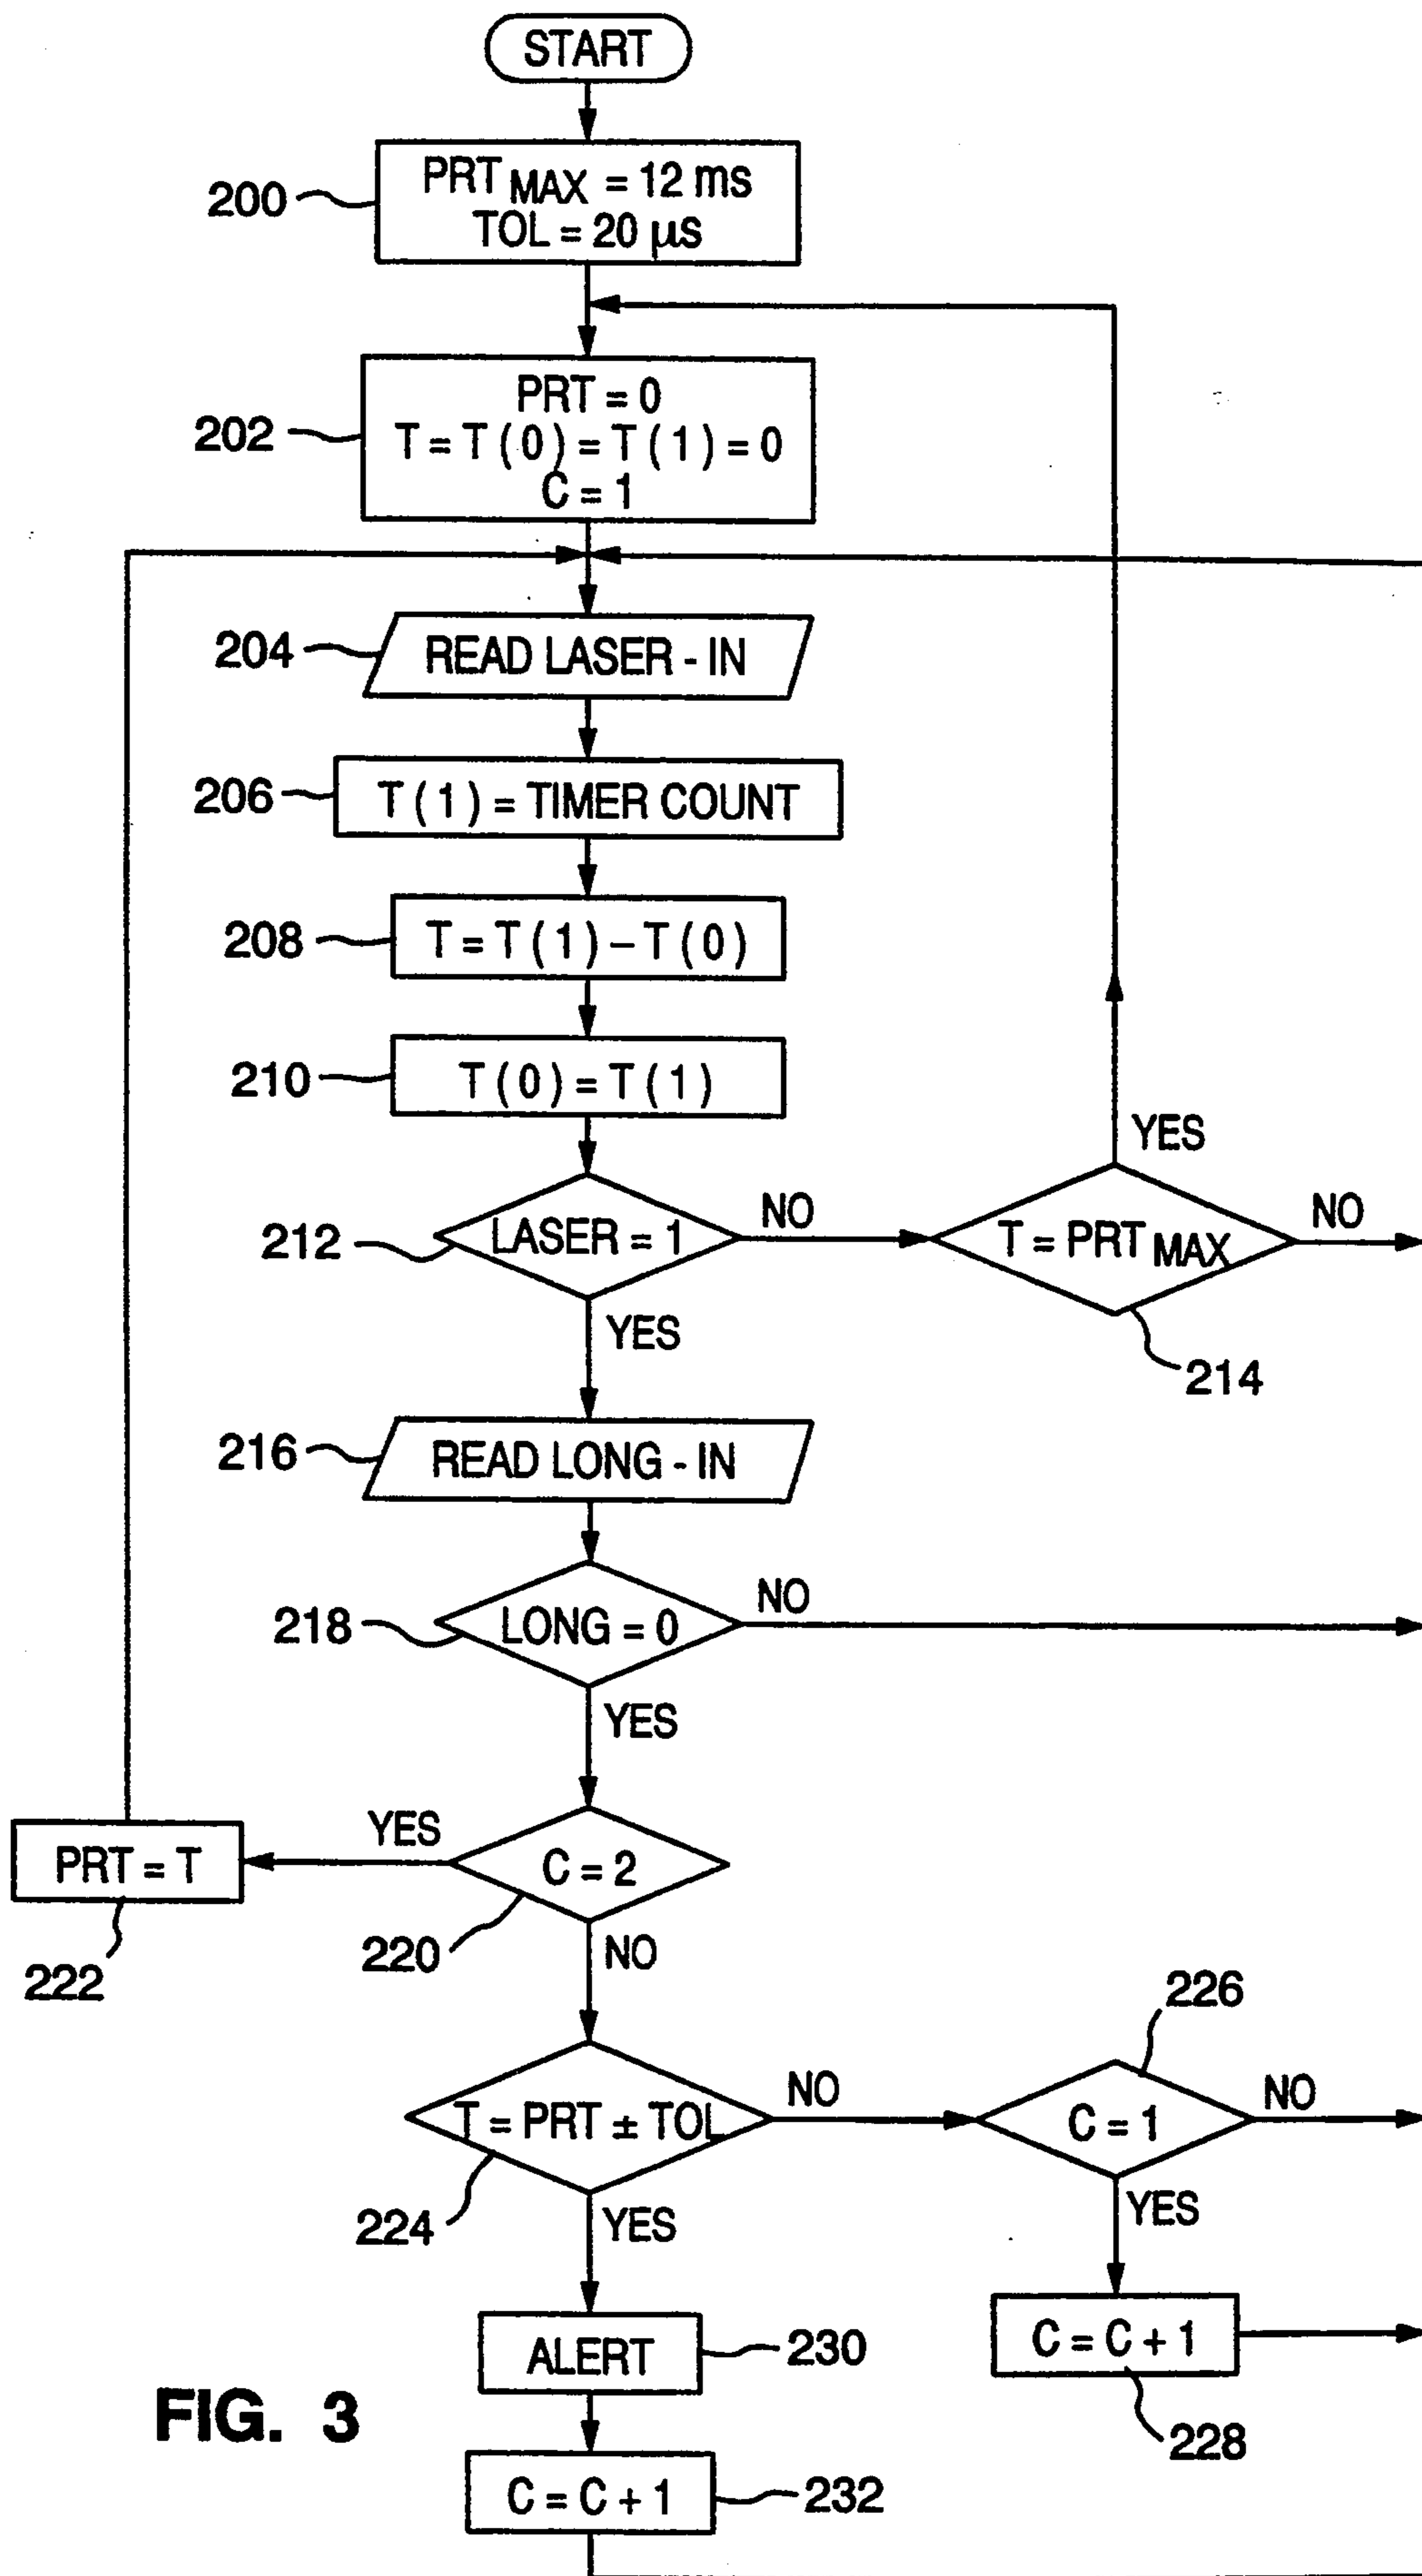 START
200
PRT MAX = 12 ms
TOL = 20 µs
202
PRT = 0
T = T ( 0 ) = T ( 1 ) = 0
C = 1
204
READ LASER - IN
206
T ( 1 ) = TIMER COUNT
208
T = T ( 1 ) – T ( 0 )
210
T ( 0 ) = T ( 1 )
212
LASER = 1
NO
YES
T = PRT MAX
YES
NO
214
216
READ LONG - IN
218
LONG = 0
NO
YES
C = 2
220
YES
PRT = T
222
NO
T = PRT ± TOL
224
NO
YES
226
C = 1
NO
YES
C = C + 1
228
ALERT
230
C = C + 1
232
FIG. 3